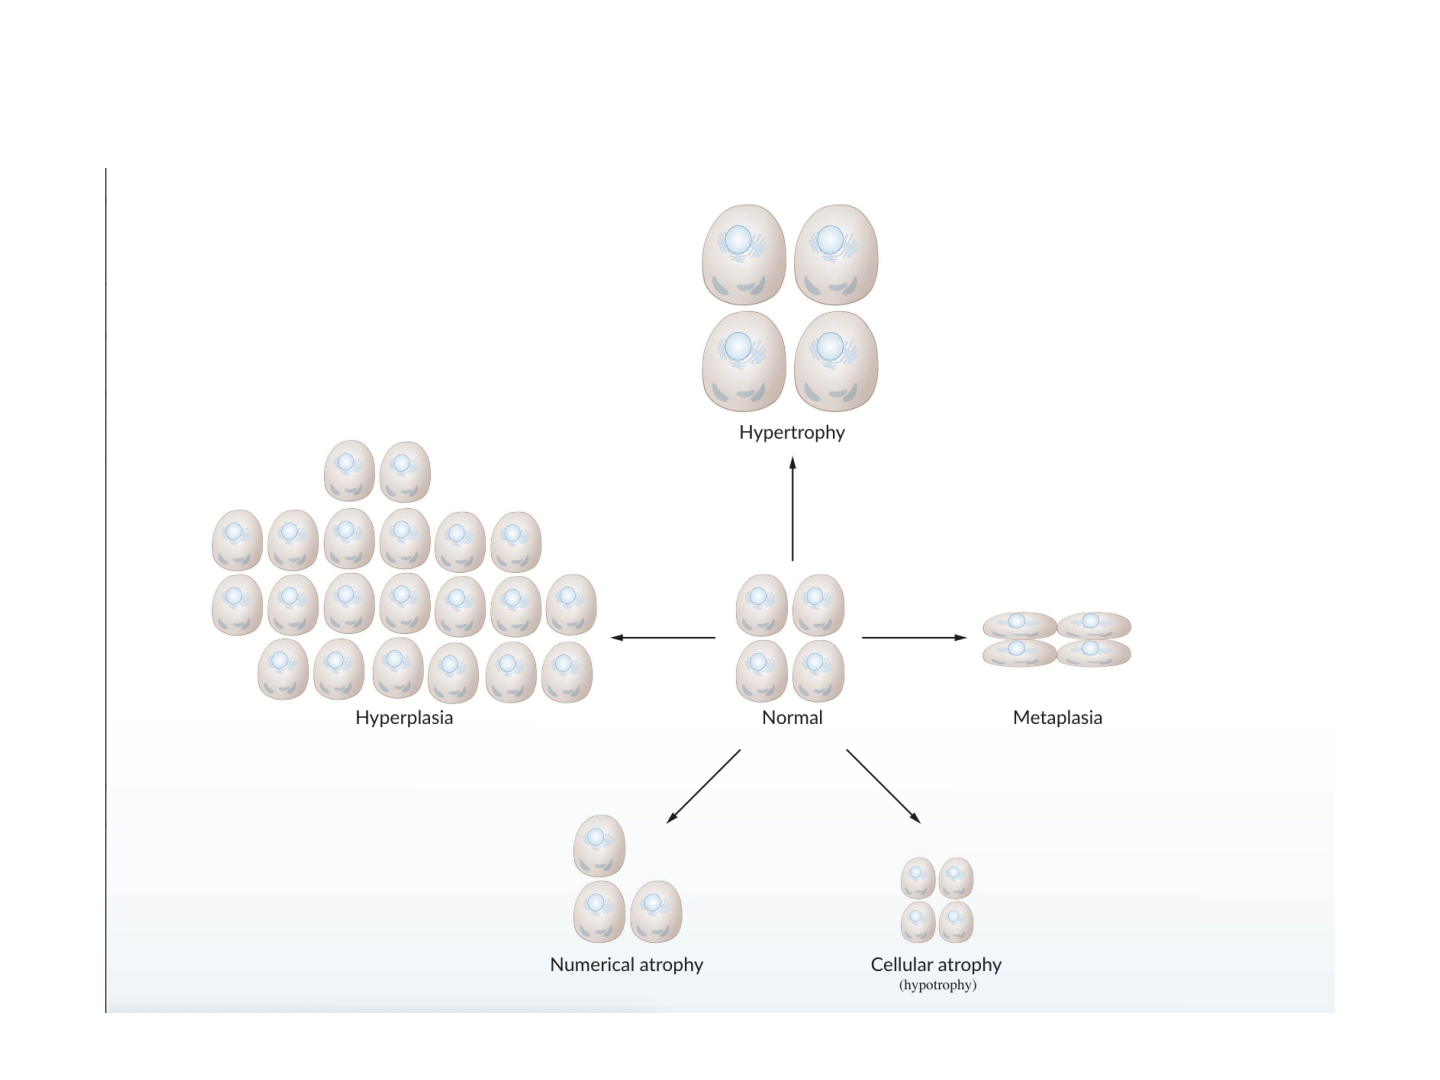 Hypertrophy
Hyperplasia
Normal
Metaplasia
Numerical atrophy
Cellular atrophy
(hypotrophy)